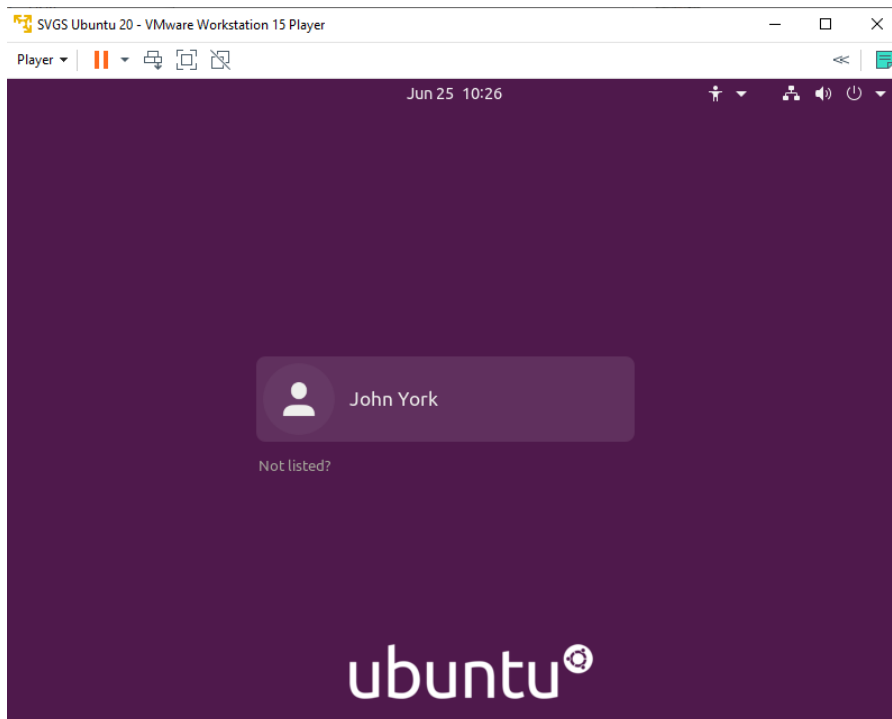 SVGS Ubuntu 20 - VMware Workstation 15 Player
Player
Jun 25 10:26
John York
Not listed?
ubuntu